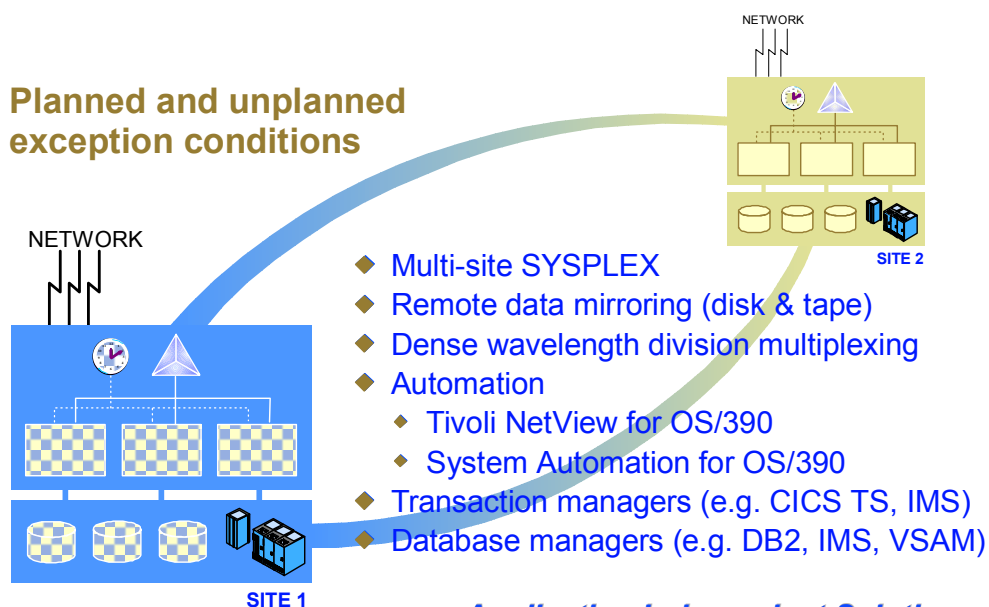 NETWORK
Planned and unplanned
exception conditions
SITE 2
NETWORK
Multi-site SYSPLEX
Remote data mirroring (disk & tape)
Dense wavelength division multiplexing
Automation
Tivoli NetView for OS/390
System Automation for OS/390
Transaction managers (e.g. CICS TS, IMS)
Database managers (e.g. DB2, IMS, VSAM)
SITE 1